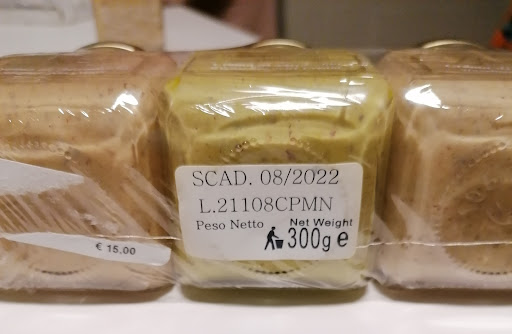 SCAD. 08/2022
L.21108CPMN
Peso Netto Net Weight
300g e
€ 15,00